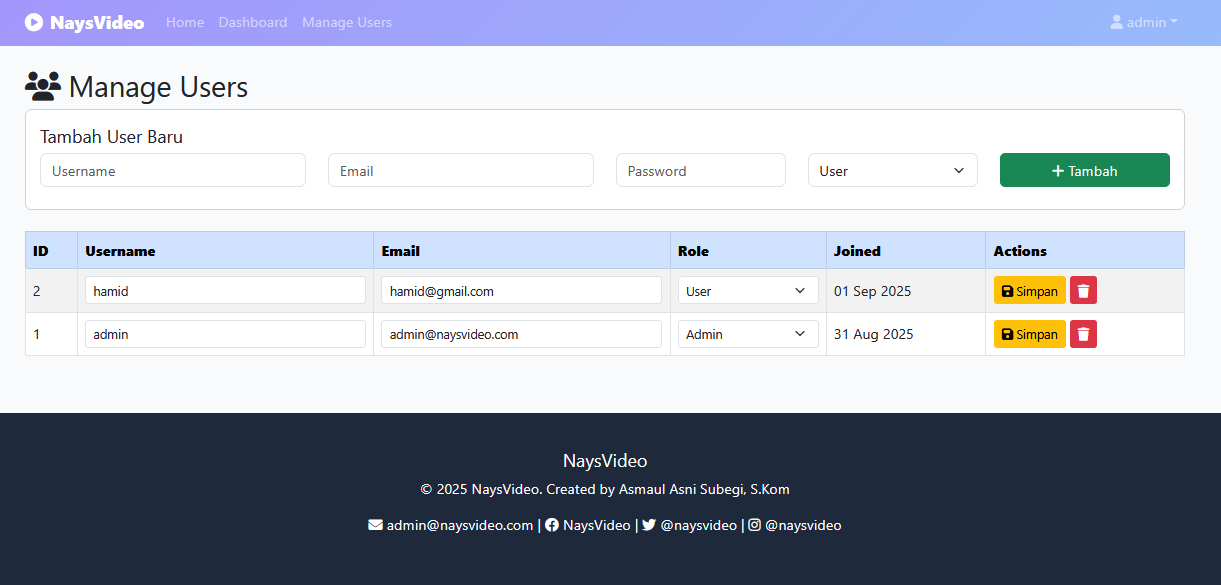 NaysVideo Home Dashboard Manage Users admin
Manage Users
Tambah User Baru
Username Email Password User Tambah
ID Username Email Role Joined Actions
2 hamid hamid@gmail.com User 01 Sep 2025 Simpan
1 admin admin@naysvideo.com Admin 31 Aug 2025 Simpan
NaysVideo
© 2025 NaysVideo. Created by Asmaul Asni Subegi, S.Kom
admin@naysvideo.com | NaysVideo | @naysvideo | @naysvideo